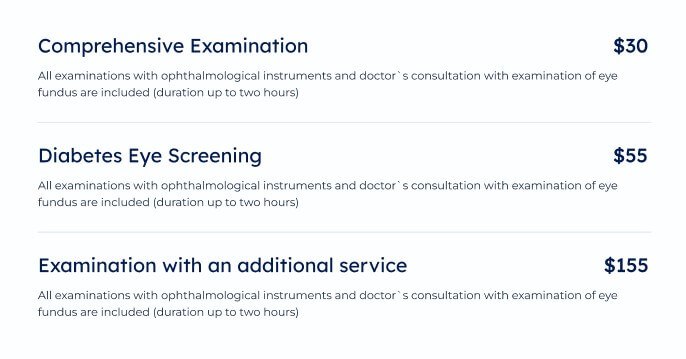 Comprehensive Examination $30
All examinations with ophthalmological instruments and doctor`s consultation with examination of eye
fundus are included (duration up to two hours)
Diabetes Eye Screening $55
All examinations with ophthalmological instruments and doctor`s consultation with examination of eye
fundus are included (duration up to two hours)
Examination with an additional service $155
All examinations with ophthalmological instruments and doctor`s consultation with examination of eye
fundus are included (duration up to two hours)